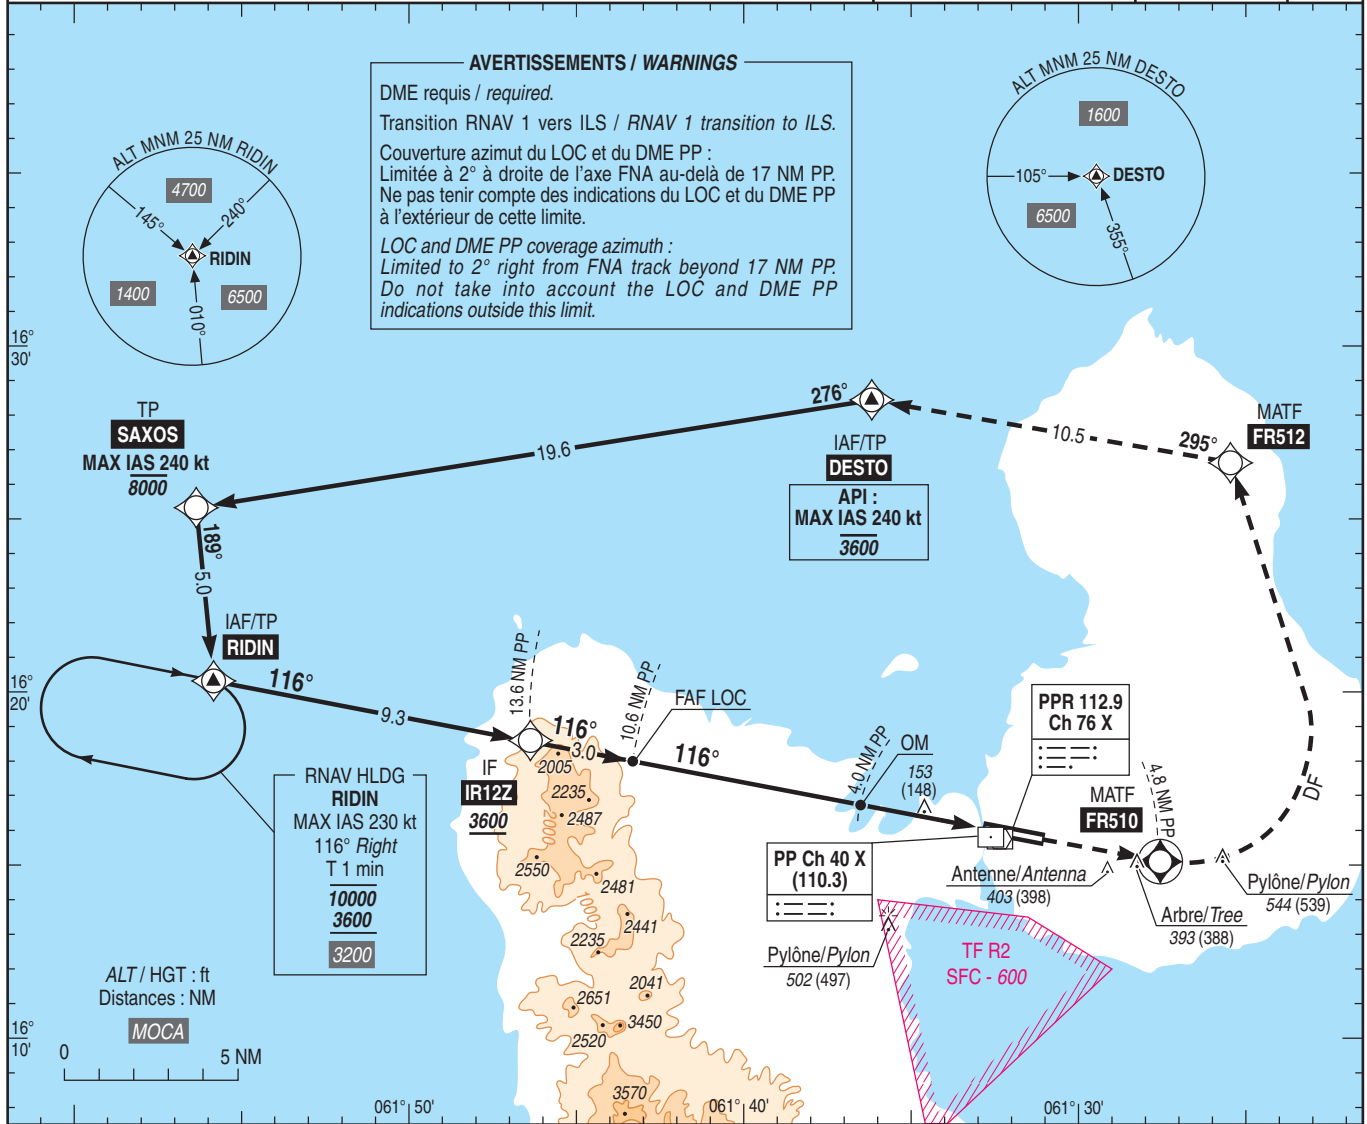 AVERTISSEMENTS / WARNINGS
DME requis / required.
Transition RNAV 1 vers ILS / RNAV 1 transition to ILS.
Couverture azimut du LOC et du DME PP :
Limitée à 2° à droite de l'axe FNA au-delà de 17 NM PP.
Ne pas tenir compte des indications du LOC et du DME PP
à l'extérieur de cette limite.
LOC and DME PP coverage azimuth :
Limited to 2° right from FNA track beyond 17 NM PP.
Do not take into account the LOC and DME PP
indications outside this limit.
ALT MNM 25 NM RIDIN
4700
145°
240°
RIDIN
1400
6500
010°
ALT MNM 25 NM DESTO
1600
105°
DESTO
6500
355°
16°
30'
TP
SAXOS
MAX IAS 240 kt
8000
276°
19.6
IAF/TP
DESTO
API :
MAX IAS 240 kt
3600
10.5
295°
MATF
FR512
189°
5.0
IAF/TP
RIDIN
116°
9.3
13.6 NM PP
116°
3.0
10.6 NM PP
FAF LOC
116°
16°
20'
IF
IR12Z
3600
RNAV HLDG
RIDIN
MAX IAS 230 kt
116° Right
T 1 min
10000
3600
3200
4.0 NM PP
OM
153
(148)
PPR 112.9
Ch 76 X
MATF
FR510
4.8 NM PP
DF
PP Ch 40 X
(110.3)
Antenne/Antenna
403 (398)
Arbre/Tree
393 (388)
Pylône/Pylon
544 (539)
Pylône/Pylon
502 (497)
TF R2
SFC - 600
2005
2235
2000
2487
2550
2481
2441
2235
2041
2651
3450
2520
3570
ALT / HGT : ft
Distances : NM
MOCA
0
5 NM
16°
10'
061° 50'
061° 40'
061° 30'